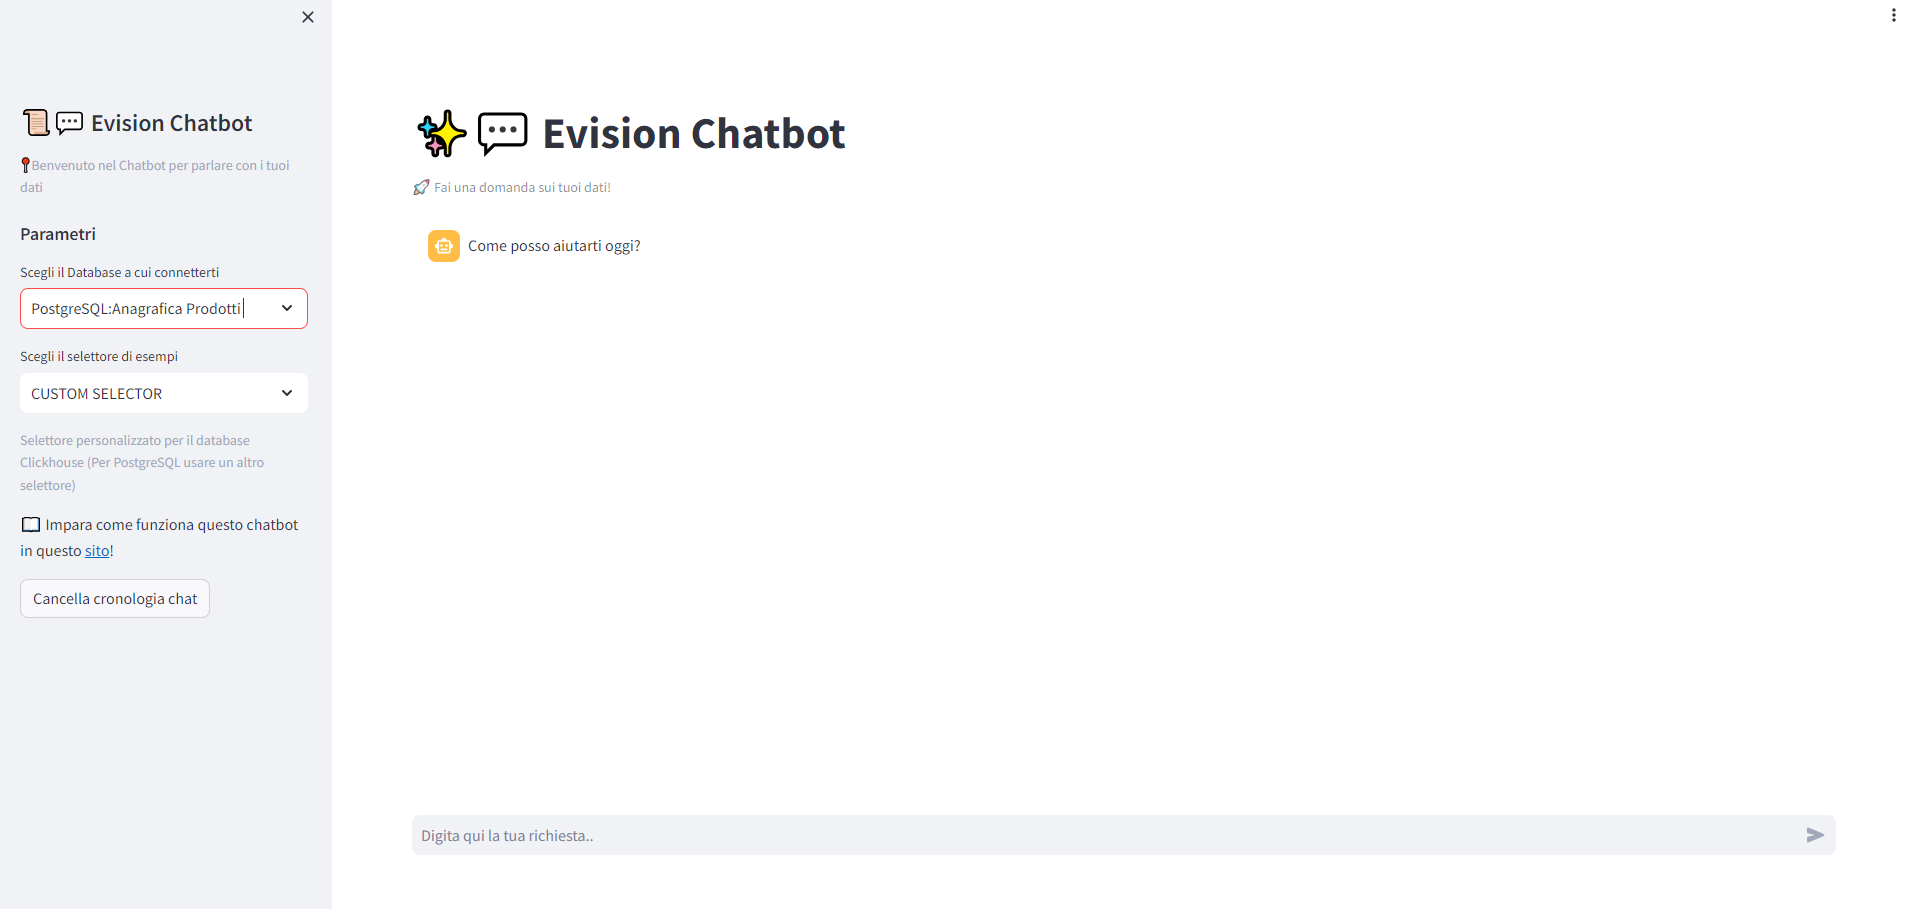 Evision Chatbot
Benvenuto nel Chatbot per parlare con i tuoi
dati
Parametri
Scegli il Database a cui connetterti
PostgreSQL:Anagrafica Prodotti
Scegli il selettore di esempi
CUSTOM SELECTOR
Selettore personalizzato per il database
Clickhouse (Per PostgreSQL usare un altro
selettore)
Impara come funziona questo chatbot
in questo sito!
Cancella cronologia chat
Evision Chatbot
Fai una domanda sui tuoi dati!
Come posso aiutarti oggi?
Digita qui la tua richiesta..